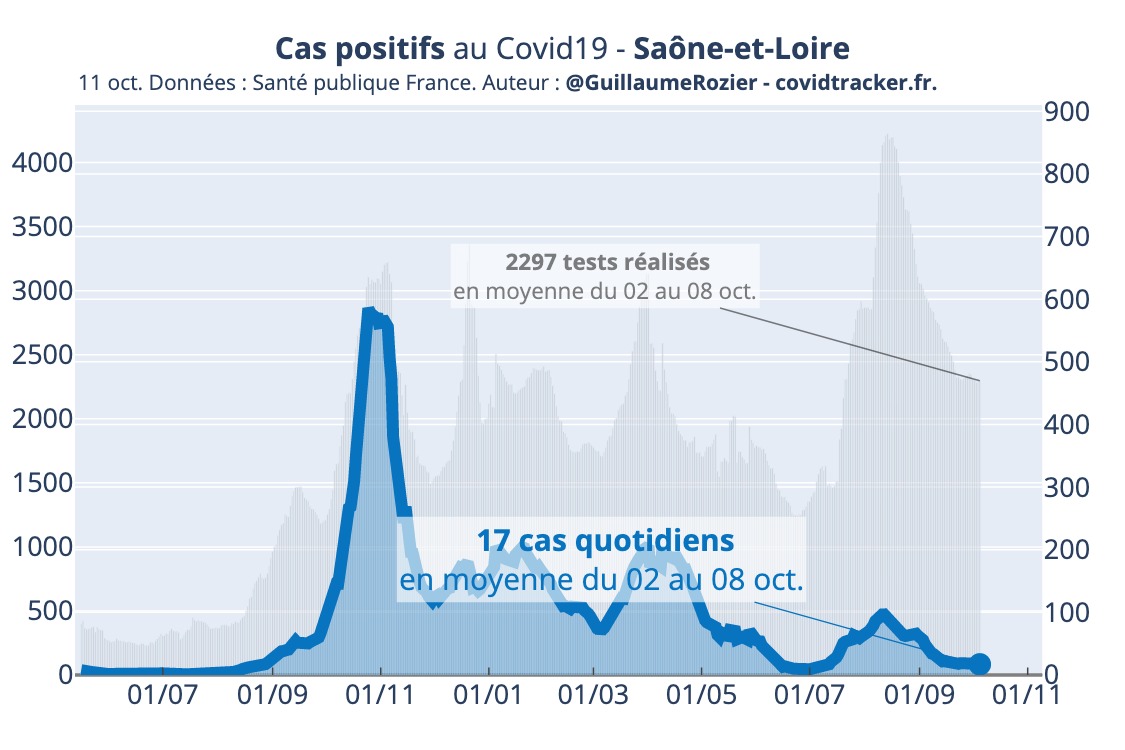 Cas positifs au Covid19 - Saône-et-Loire
11 oct. Données : Santé publique France. Auteur : @GuillaumeRozier - covidtracker.fr.
900
4000
800
3500
700
2297 tests réalisés
en moyenne du 02 au 08 oct.
3000
600
2500
500
2000
400
1500
300
17 cas quotidiens
1000
200
en moyenne du 02 au 08 oct.
500
100
0
0
01/07 01/09 01/11 01/01 01/03 01/05 01/07 01/09 01/11